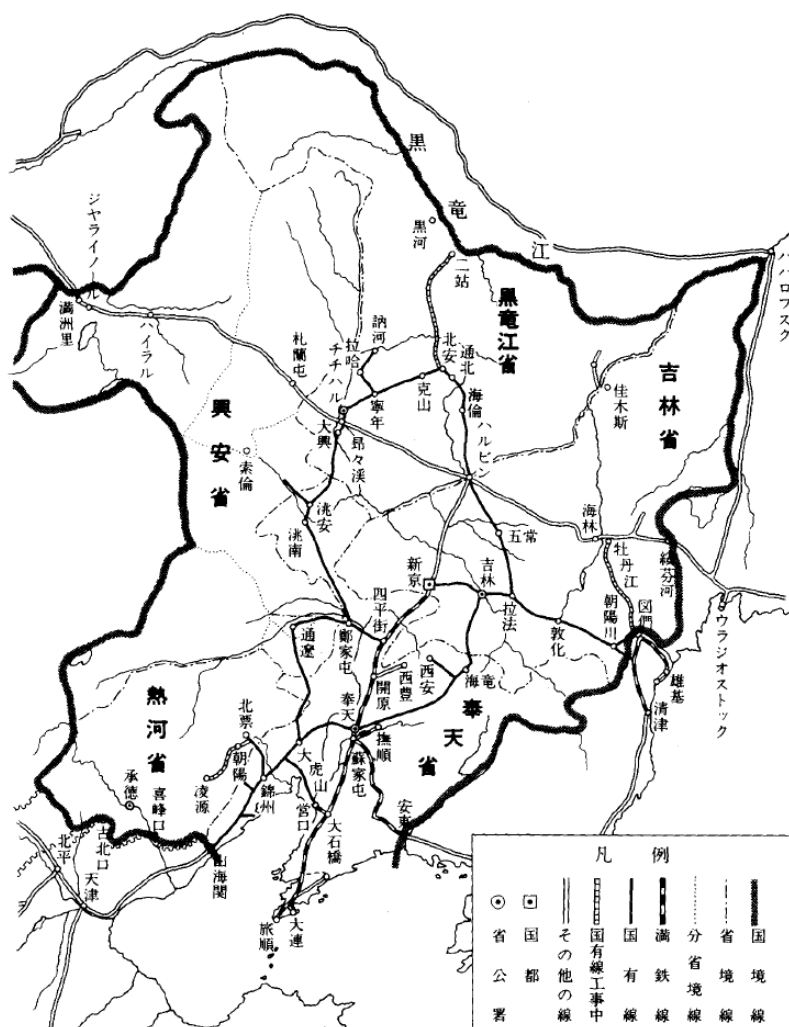 黒竜江
黒河
二站
黒竜江省
ハバロフスク
ジヤライノール
満洲里
ハイラル
札蘭屯
チチハル
拉哈
訥河
北安
通北
克山
海倫
寧年
ハルビン
大興
昂々渓
佳木斯
吉林省
興安省
索倫
洮安
洮南
五常
海林
牡丹江
綏芬河
新京
吉林
拉法
敦化
朝陽川
図們
ウラジオストック
雄基
清津
四平街
鄭家屯
通遼
開原
西豊
西安
海竜
奉天省
奉天
撫順
蘇家屯
安東
熱河省
北票
朝陽
凌源
承徳
喜峰口
古北口
北平
天津
山海関
錦州
大虎山
営口
大石橋
大連
旅順
凡例
国境線
省境線
分省境線
満鉄線
国有線
国有線工事中
その他の線
国都
省公署